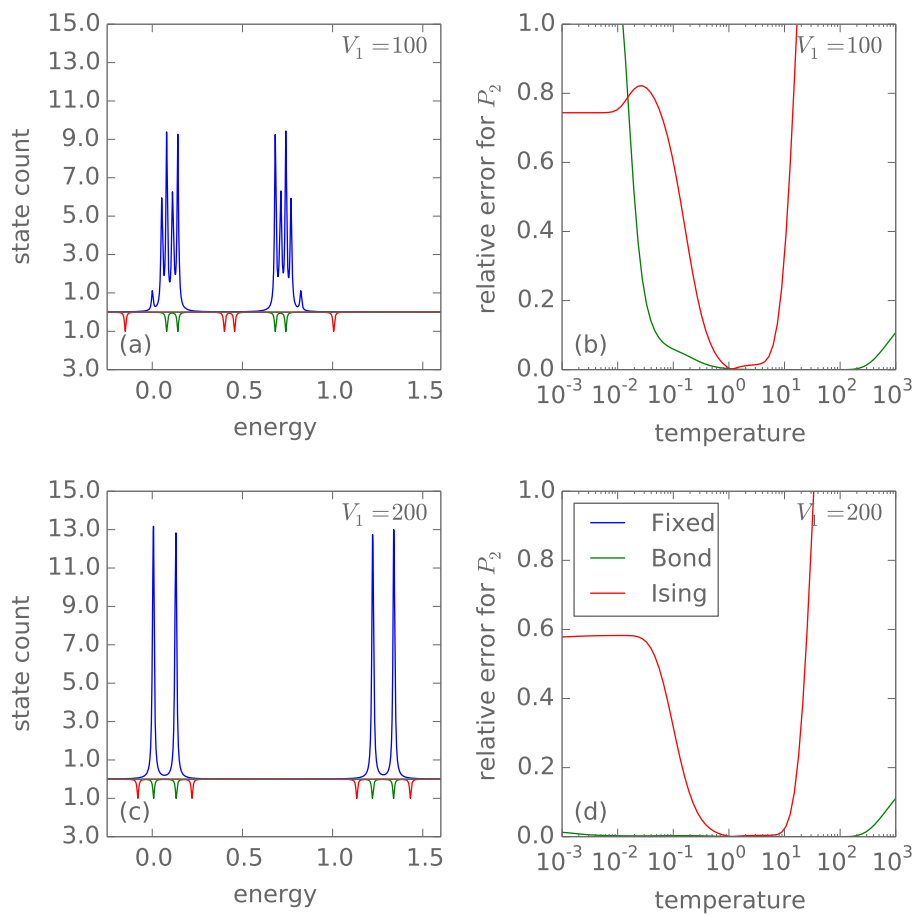 15.0
13.0
11.0
9.0
7.0
5.0
3.0
1.0
1.0
3.0
state count
V₁ = 100
(a)
0.0 0.5 1.0 1.5
energy
1.0
0.8
0.6
0.4
0.2
0.0
relative error for P₂
V₁ = 100
(b)
10⁻³ 10⁻² 10⁻¹ 10⁰ 10¹ 10² 10³
temperature
15.0
13.0
11.0
9.0
7.0
5.0
3.0
1.0
1.0
3.0
state count
V₁ = 200
(c)
0.0 0.5 1.0 1.5
energy
1.0
0.8
0.6
0.4
0.2
0.0
relative error for P₂
V₁ = 200
Fixed
Bond
Ising
(d)
10⁻³ 10⁻² 10⁻¹ 10⁰ 10¹ 10² 10³
temperature